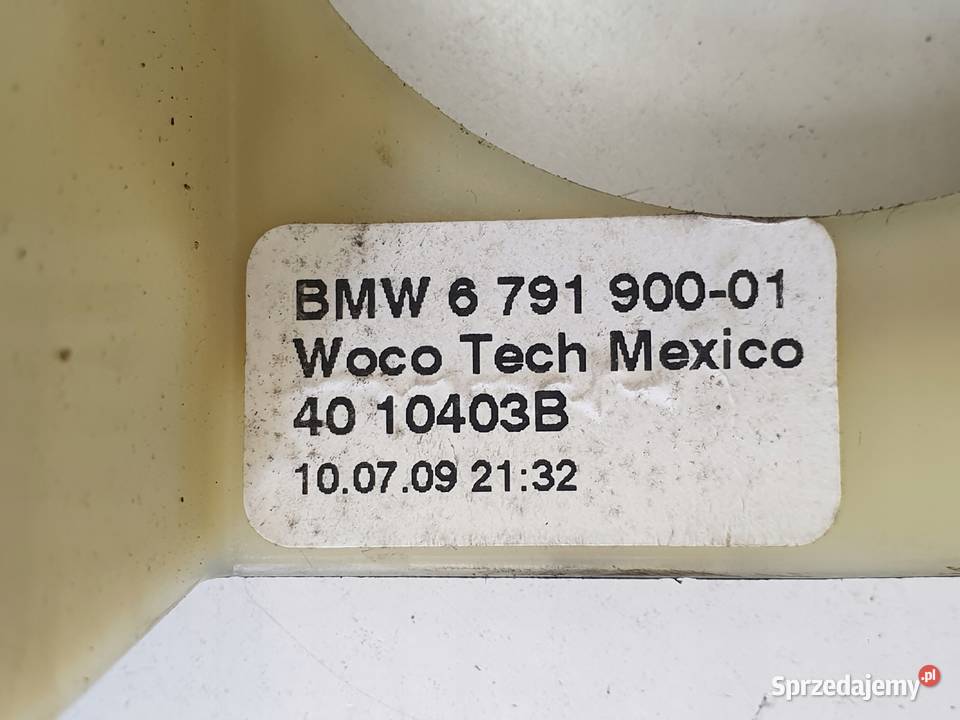 BMW 6 791 900-01
Woco Tech Mexico
40 10403B
10.07.09 21:32
Sprzedajemy.pl